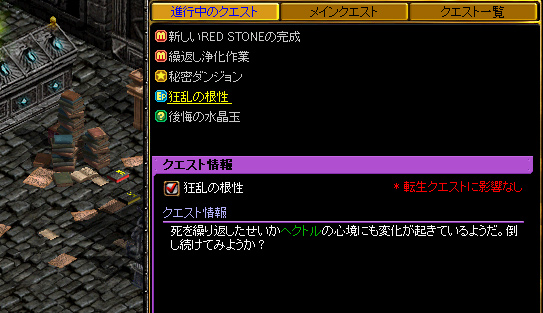 進行中のクエスト メインクエスト クエスト一覧
新しいRED STONEの完成
繰返し浄化作業
秘密ダンジョン
狂乱の根性
後悔の水晶玉
クエスト情報
狂乱の根性 *転生クエストに影響なし
クエスト情報
死を繰り返したせいかヘクトルの心境にも変化が起きているようだ。倒
し続けてみようか？